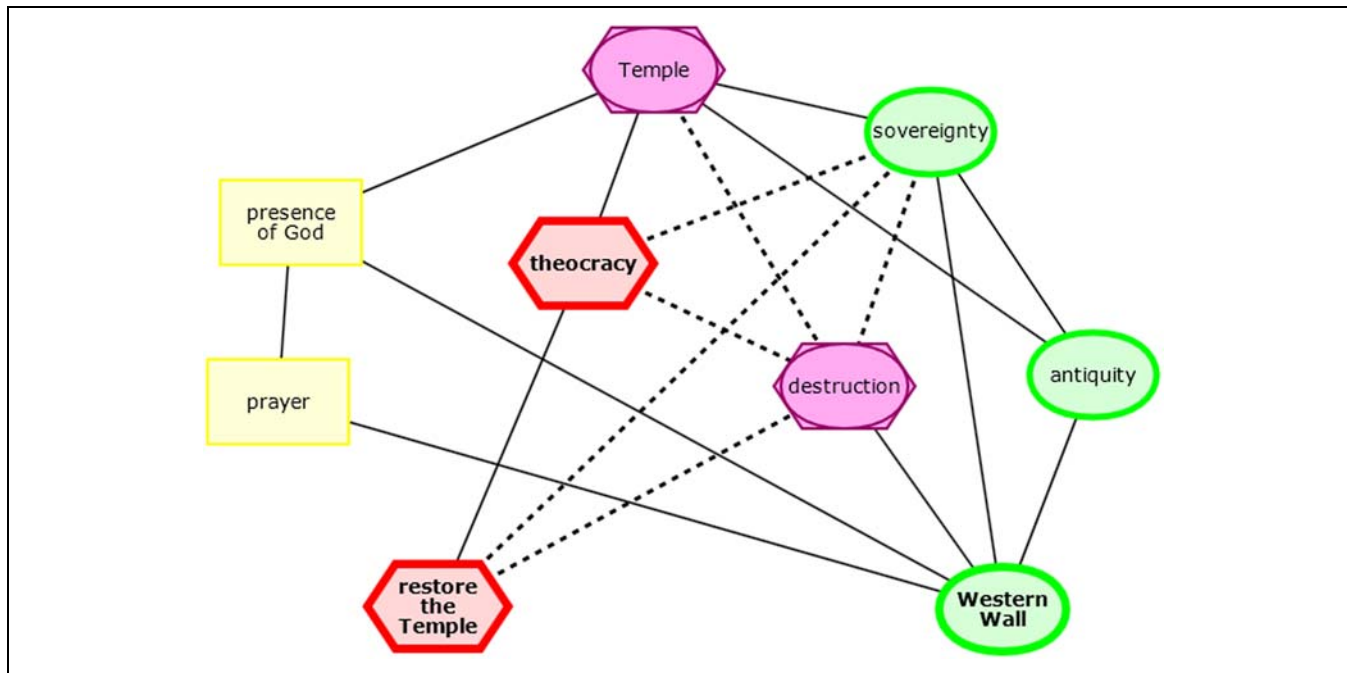 Temple
sovereignty
presence
of God
theocracy
antiquity
destruction
prayer
restore
the
Temple
Western
Wall